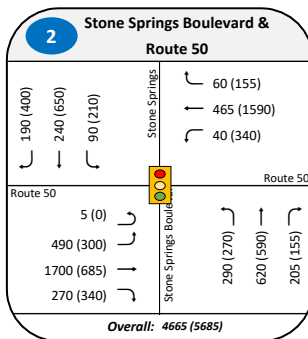 2
Stone Springs Boulevard &
Route 50
190 (400)
240 (650)
90 (210)
Stone Springs
60 (155)
465 (1590)
40 (340)
Route 50
Route 50
5 (0)
490 (300)
1700 (685)
270 (340)
Stone Springs Boulev
290 (270)
620 (590)
205 (155)
Overall: 4665 (5685)